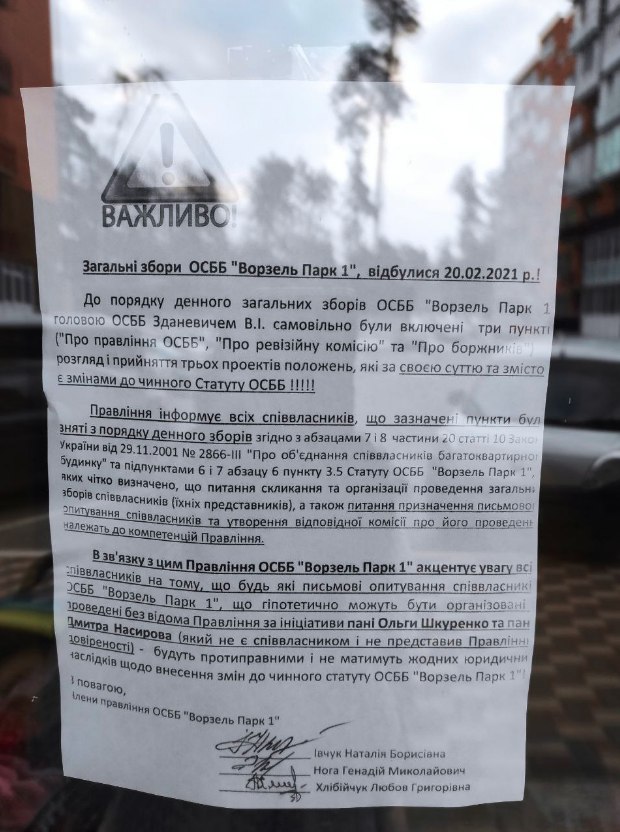 ВАЖЛИВО!
Загальні збори ОСББ "Ворзель Парк 1", відбулися 20.02.2021 р.!
До порядку денного загальних зборів ОСББ "Ворзель Парк 1
головою ОСББ Зданевичем В.І. самовільно були включені три пункти
("Про правління ОСББ", "Про ревізійну комісію" та "Про боржників")
розгляд і прийняття трьох проектів положень, які за своєю суттю та змісто
є змінами до чинного Статуту ОСББ !!!!!
Правління інформує всіх співвласників, що зазначені пункти бул
зняті з порядку денного зборів згідно з абзацами 7 і 8 частини 20 статті 10 Зако
України від 29.11.2001 № 2866-III "Про об'єднання співвласників багатоквартирно
будинку" та підпунктами 6 і 7 абзацу 6 пункту 3.5 Статуту ОСББ "Ворзель Парк 1",
яких чітко визначено, що питання скликання та організації проведення загальн
зборів співвласників (їхніх представників), а також питання призначення письмово
опитування співвласників та утворення відповідної комісії про його проведен
належать до компетенцій Правління.
В зв'язку з цим Правління ОСББ "Ворзель Парк 1" акцентує увагу всі
співвласників на тому, що будь які письмові опитування співвласникі
ОСББ "Ворзель Парк 1", що гіпотетично можуть бути організовані
проведені без відома Правління за ініціативи пані Ольги Шкуренко та пан
Дмитра Насирова (який не є співвласником і не представив Правлінн
довіреності) - будуть протиправними і не матимуть жодних юридичн
наслідків щодо внесення змін до чинного статуту ОСББ "Ворзель Парк 1"!
З повагою,
члени правління ОСББ "Ворзель Парк 1"
Івчук Наталія Борисівна
Нога Генадій Миколайович
Хлібійчук Любов Григорівна